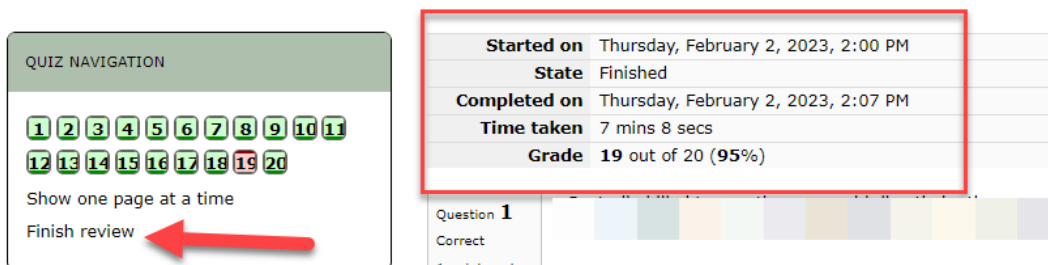 QUIZ NAVIGATION
1 2 3 4 5 6 7 8 9 10 11
12 13 14 15 16 17 18 19 20
Show one page at a time
Finish review
Started on Thursday, February 2, 2023, 2:00 PM
State Finished
Completed on Thursday, February 2, 2023, 2:07 PM
Time taken 7 mins 8 secs
Grade 19 out of 20 (95%)
Question 1
Correct